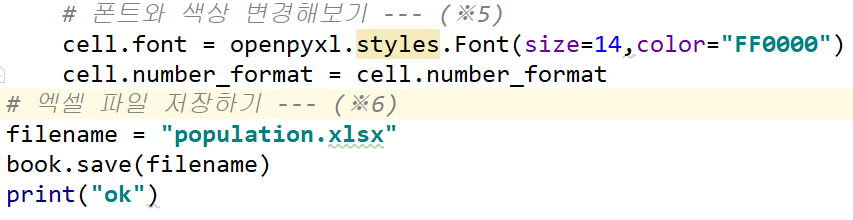 # 폰트와 색상 변경해보기 --- (※5)
cell.font = openpyxl.styles.Font(size=14,color="FF0000")
cell.number_format = cell.number_format
# 엑셀 파일 저장하기 --- (※6)
filename = "population.xlsx"
book.save(filename)
print("ok")